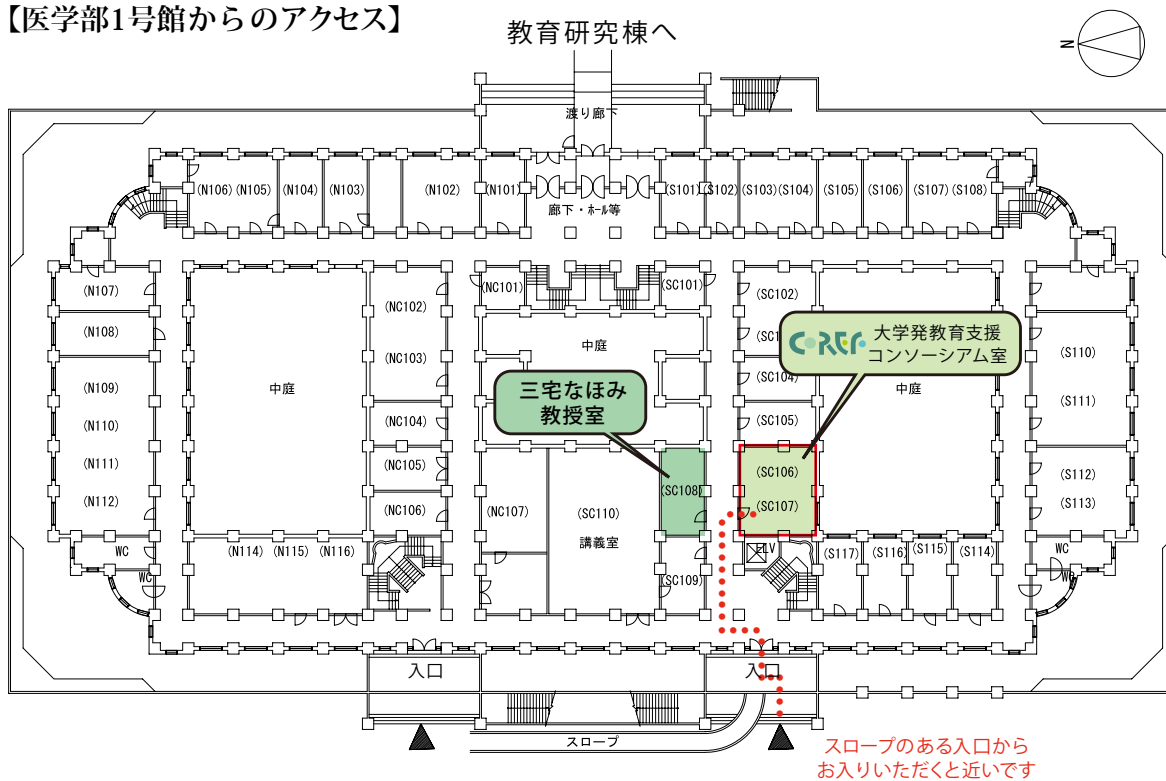 【医学部1号館からのアクセス】
教育研究棟へ
N
渡り廊下
(N106)(N105)
(N104)
(N103)
(N102)
(N101)
廊下・ホール等
(S101)
(S102)
(S103)(S104)
(S105)
(S106)
(S107)(S108)
(N107)
(N108)
(N109)
(N110)
(N111)
(N112)
中庭
(NC102)
(NC103)
(NC104)
(NC105)
(NC106)
(NC101)
(SC101)
中庭
三宅なほみ
教授室
(SC102)
(SC104)
(SC105)
(SC106)
(SC107)
CoREF
大学発教育支援
コンソーシアム室
中庭
(S110)
(S111)
(S112)
(S113)
(NC107)
(SC110)
講義室
(SC108)
(SC109)
ELV
WC
WC
(N114)
(N115)
(N116)
(S117)
(S116)
(S115)
(S114)
WC
入口
入口
スロープ
スロープのある入口から
お入りいただくと近いです